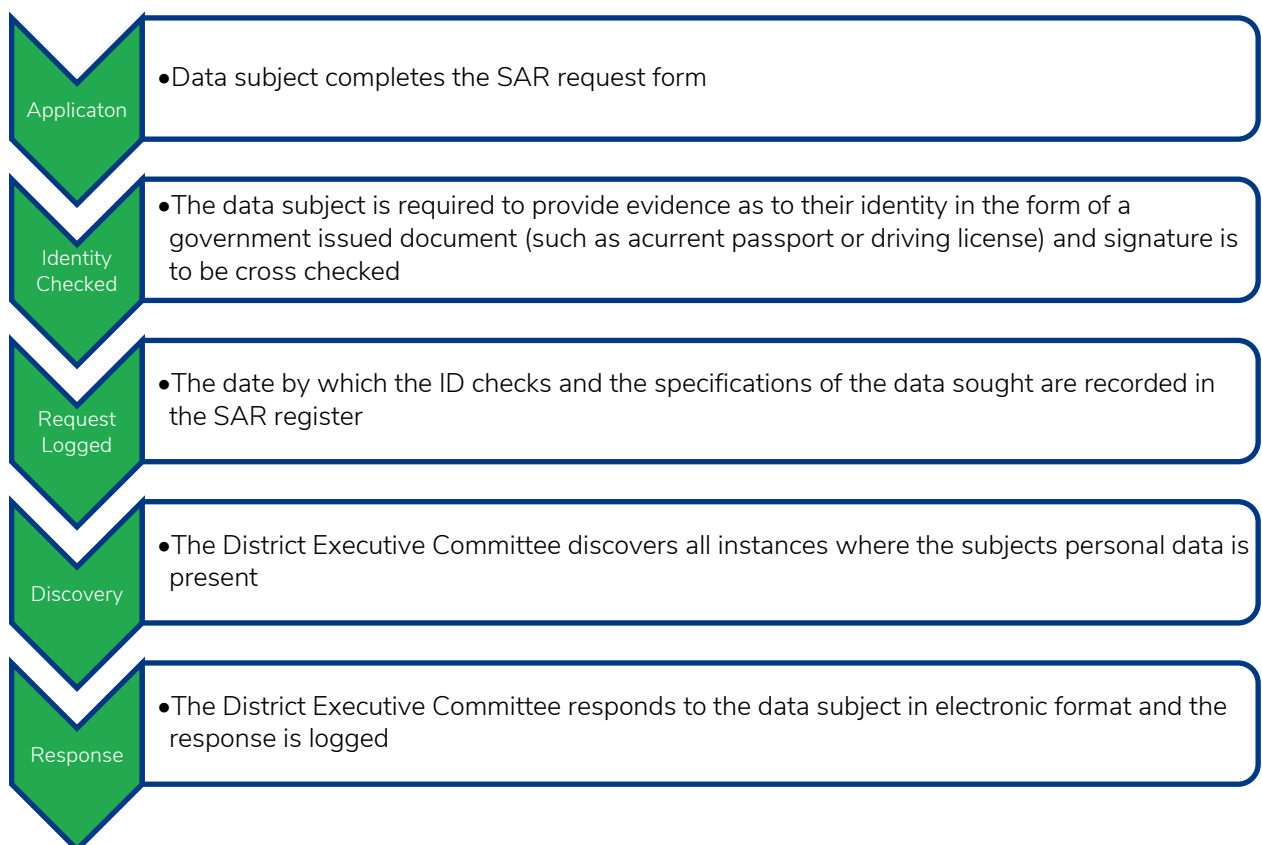 Applicaton
•Data subject completes the SAR request form
Identity
Checked
•The data subject is required to provide evidence as to their identity in the form of a
government issued document (such as acurrent passport or driving license) and signature is
to be cross checked
Request
Logged
•The date by which the ID checks and the specifications of the data sought are recorded in
the SAR register
Discovery
•The District Executive Committee discovers all instances where the subjects personal data is
present
Response
•The District Executive Committee responds to the data subject in electronic format and the
response is logged